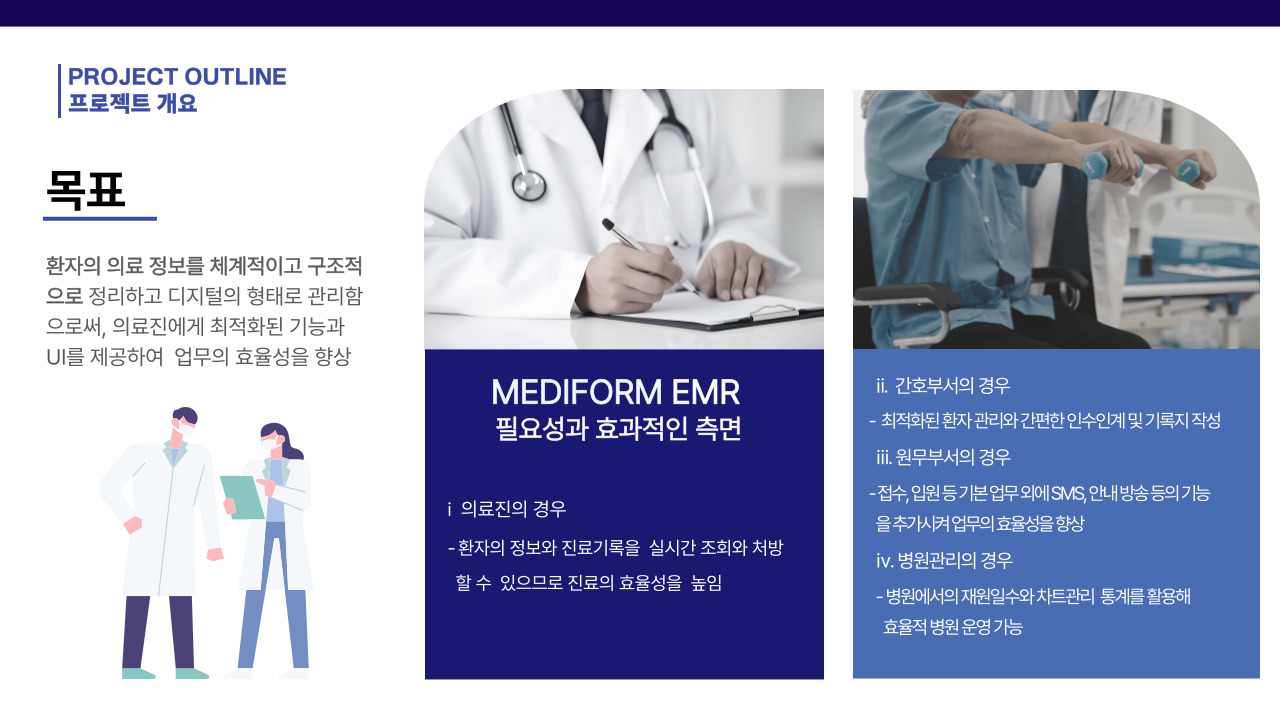 PROJECT OUTLINE
프로젝트 개요
목표
환자의 의료 정보를 체계적이고 구조적
으로 정리하고 디지털의 형태로 관리함
으로써, 의료진에게 최적화된 기능과
UI를 제공하여 업무의 효율성을 향상
MEDIFORM EMR
필요성과 효과적인 측면
i 의료진의 경우
- 환자의 정보와 진료기록을 실시간 조회와 처방
할 수 있으므로 진료의 효율성을 높임
ii. 간호부서의 경우
- 최적화된 환자 관리와 간편한 인수인계 및 기록지 작성
iii. 원무부서의 경우
- 접수, 입원 등 기본 업무 외에 SMS, 안내 방송 등의 기능
을 추가시켜 업무의 효율성을 향상
iv. 병원관리의 경우
- 병원에서의 재원일수와 차트관리 통계를 활용해
효율적 병원 운영 가능